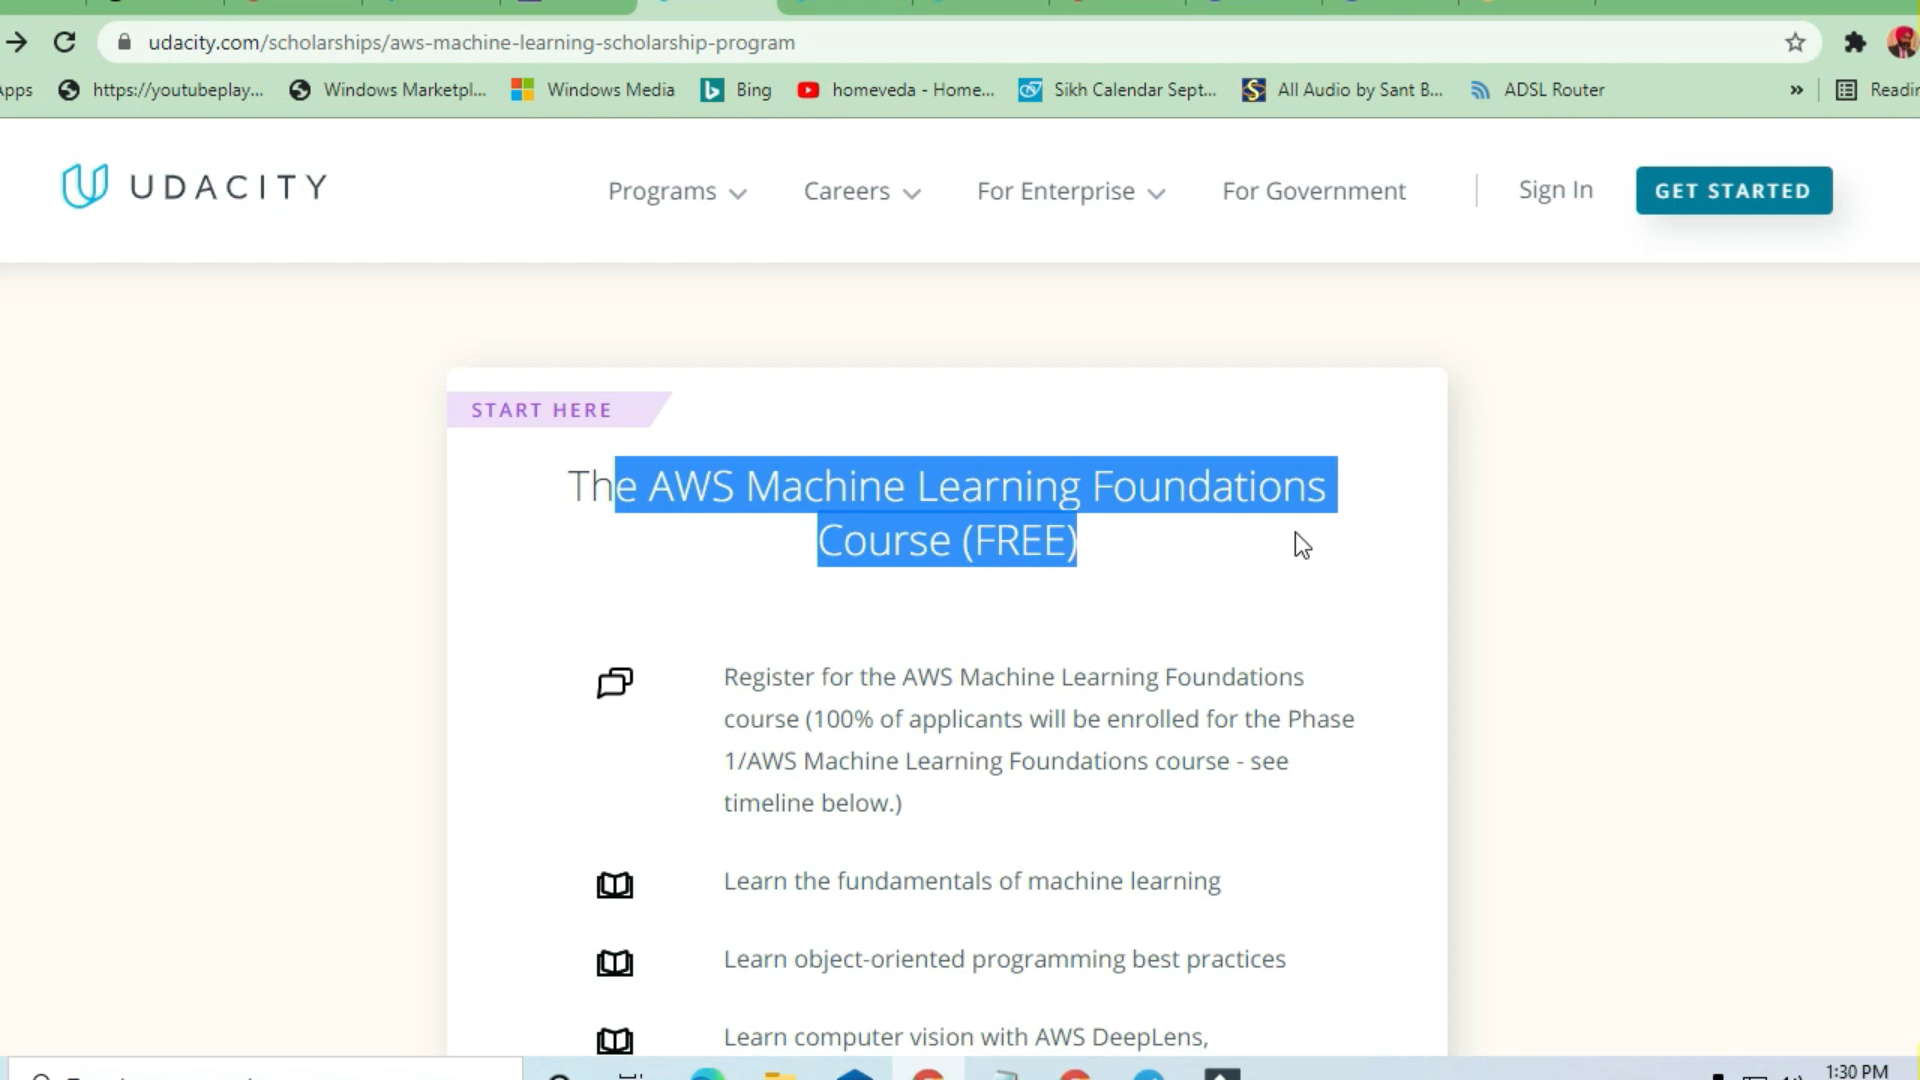 udacity.com/scholarships/aws-machine-learning-scholarship-program
https://youtubeplay... Windows Marketpl... Windows Media Bing homeveda - Home... Sikh Calendar Sept... All Audio by Sant B... ADSL Router »
UDACITY Programs Careers For Enterprise For Government Sign In GET STARTED
START HERE
The AWS Machine Learning Foundations
Course (FREE)
Register for the AWS Machine Learning Foundations
course (100% of applicants will be enrolled for the Phase
1/AWS Machine Learning Foundations course - see
timeline below.)
Learn the fundamentals of machine learning
Learn object-oriented programming best practices
Learn computer vision with AWS DeepLens,
1:30 PM